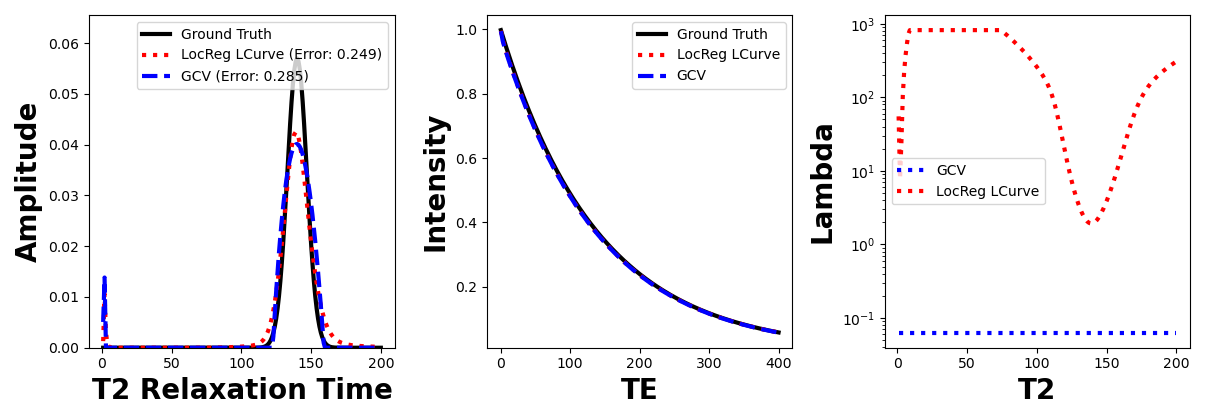 Amplitude
0.06
0.05
0.04
0.03
0.02
0.01
0.00
Ground Truth
LocReg LCurve (Error: 0.249)
GCV (Error: 0.285)
0 50 100 150 200
T2 Relaxation Time
Intensity
1.0
0.8
0.6
0.4
0.2
Ground Truth
LocReg LCurve
GCV
0 100 200 300 400
TE
Lambda
10³
10²
10¹
10⁰
10⁻¹
GCV
LocReg LCurve
0 50 100 150 200
T2